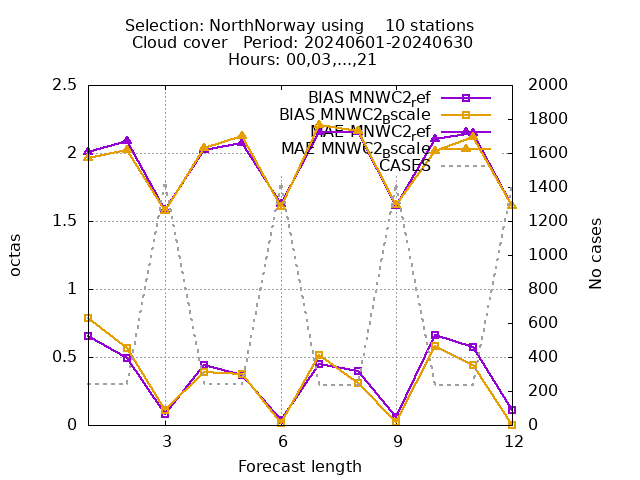 Selection: NorthNorway using    10 stations
Cloud cover   Period: 20240601-20240630
Hours: 00,03,...,21
BIAS MNWC2_ref
BIAS MNWC2_Bscale
MAE MNWC2_ref
MAE MNWC2_Bscale
CASES
2.5
2
1.5
1
0.5
0
octas
2000
1800
1600
1400
1200
1000
800
600
400
200
0
No cases
3 6 9 12
Forecast length